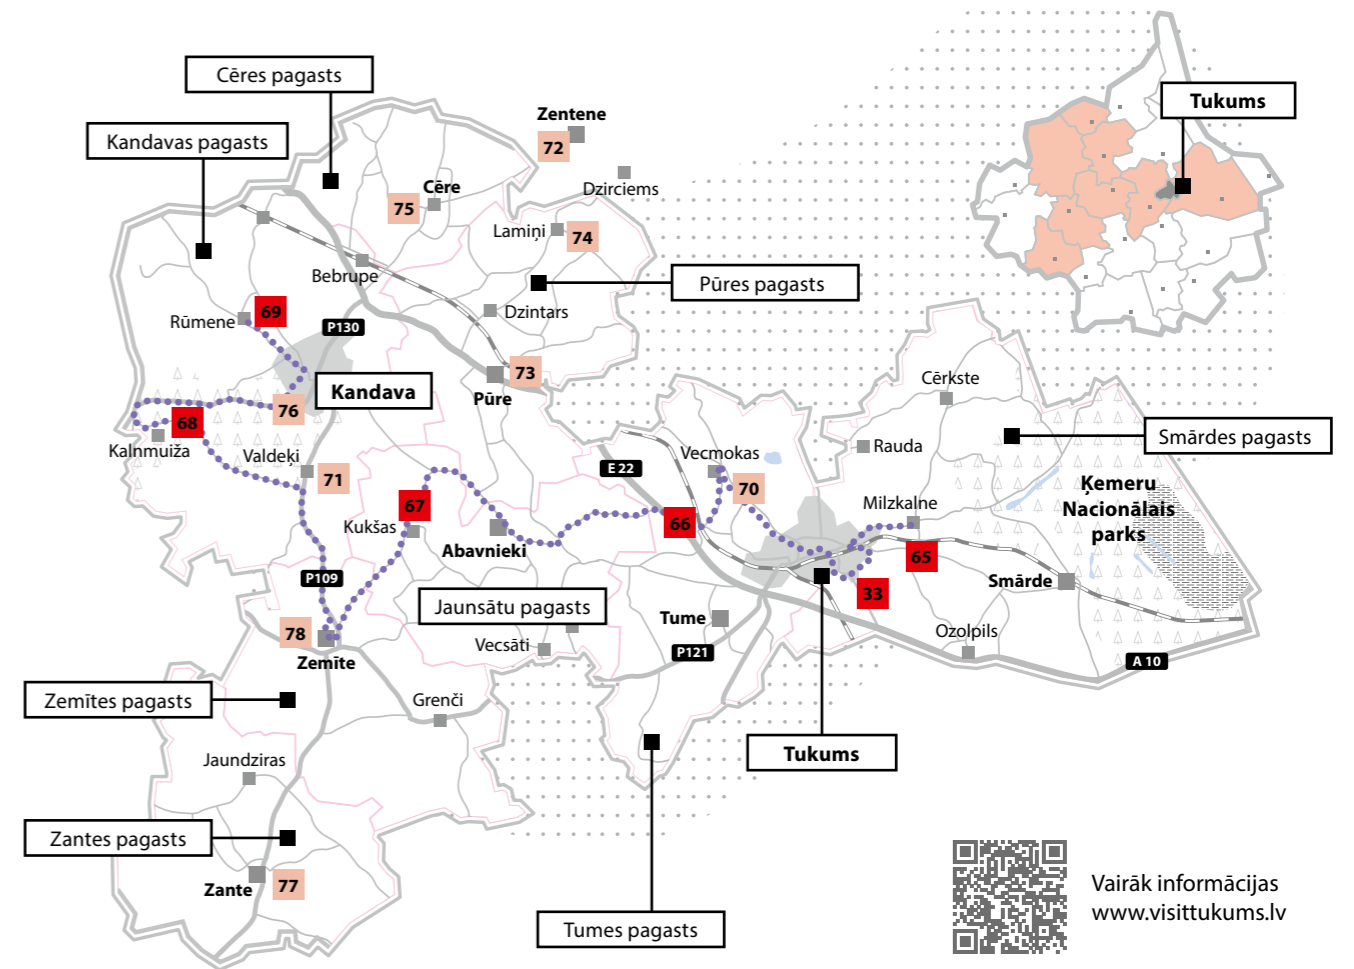 Cēres pagasts
Kandavas pagasts
Zentene
72
Dzirciems
Tukums
75
Cēre
Lamiņi
74
Bebrupe
Pūres pagasts
Rūmene
69
P130
Dzintars
73
Pūre
Kandava
76
68
Kalnmuiža
Valdeķi
71
Cērkste
Smārdes pagasts
Rauda
E 22
Vecmokas
70
Ķemeru
Nacionālais
parks
Milzkalne
67
Kukšas
66
Abavnieki
65
Smārde
33
P109
Jaunsātu pagasts
Tume
78
Zemīte
Vecsāti
P121
Ozolpils
A 10
Zemītes pagasts
Grenči
Tukums
Jaundziras
Zantes pagasts
Zante
77
Tumes pagasts
Vairāk informācijas
www.visittukums.lv